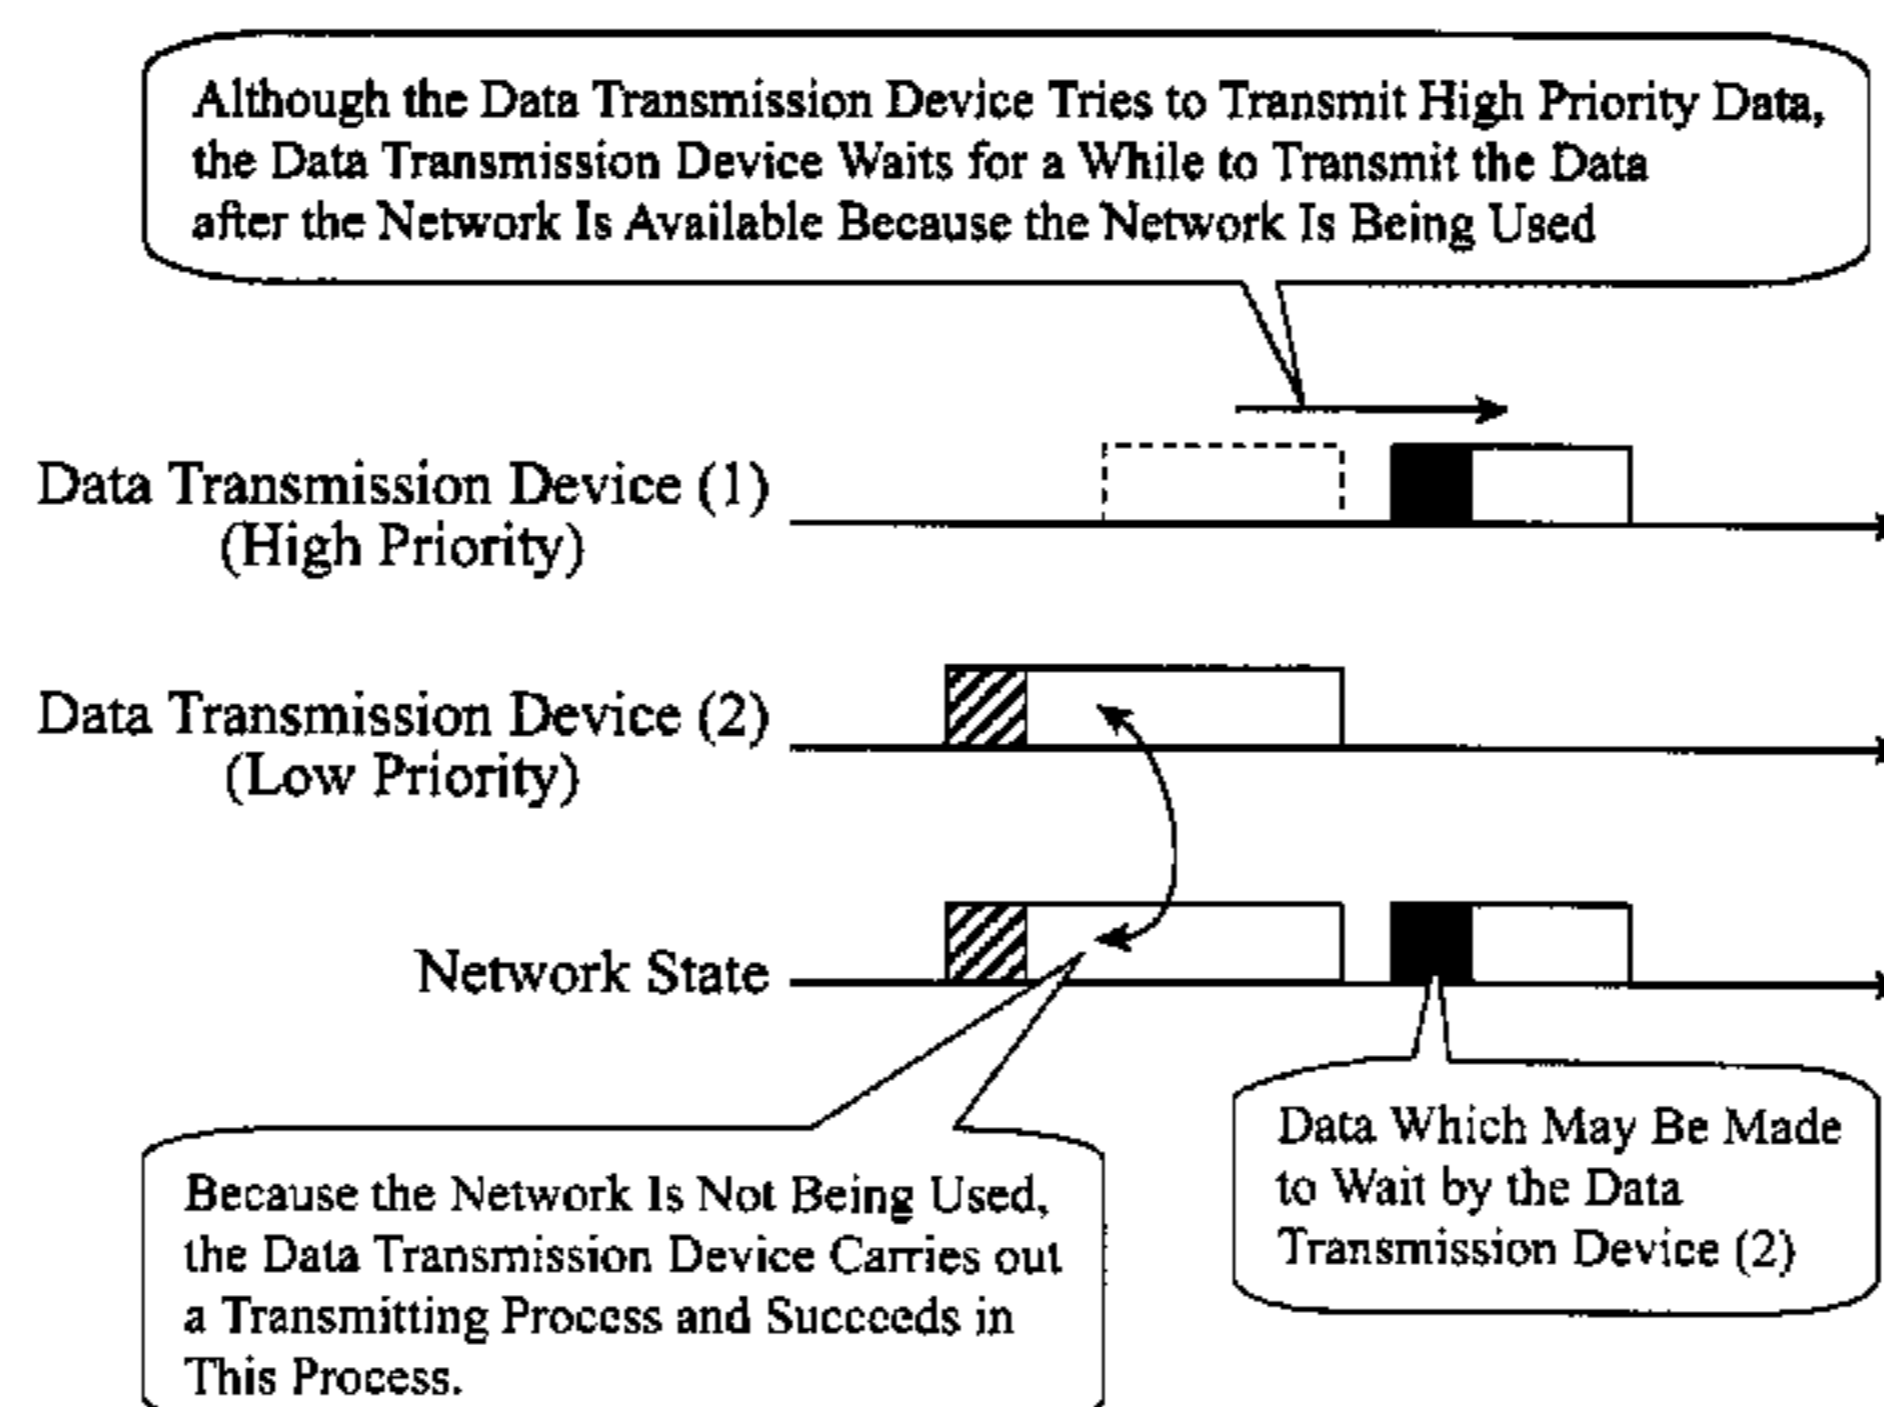 Although the Data Transmission Device Tries to Transmit High Priority Data,
the Data Transmission Device Waits for a While to Transmit the Data
after the Network Is Available Because the Network Is Being Used
Data Transmission Device (1)
(High Priority)
Data Transmission Device (2)
(Low Priority)
Network State
Because the Network Is Not Being Used,
the Data Transmission Device Carries out
a Transmitting Process and Succeeds in
This Process.
Data Which May Be Made
to Wait by the Data
Transmission Device (2)